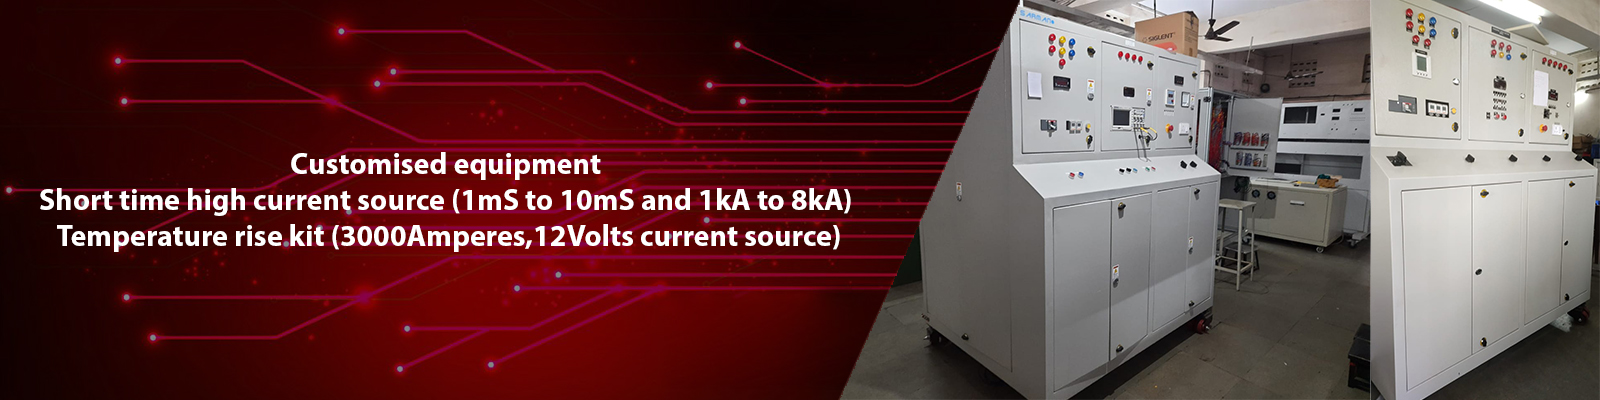 Customised equipment
Short time high current source (1mS to 10mS and 1kA to 8kA)
Temperature rise kit (3000Amperes,12Volts current source)
SIGLENT